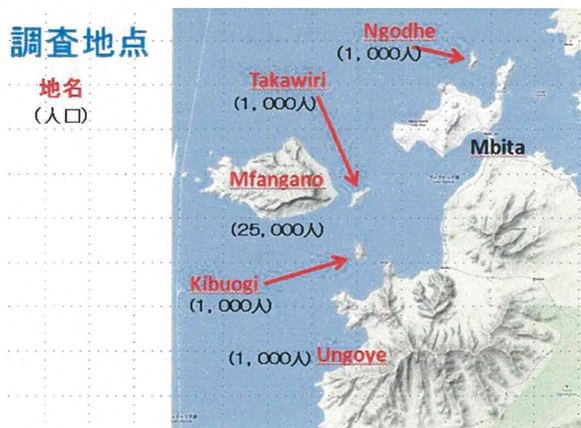 調査地点
地名
(人口)
Ngodhe
(1,000人)
Takawiri
(1,000人)
Mbita
Mfangano
(25,000人)
Kibuogi
(1,000人)
(1,000人) Ungoye